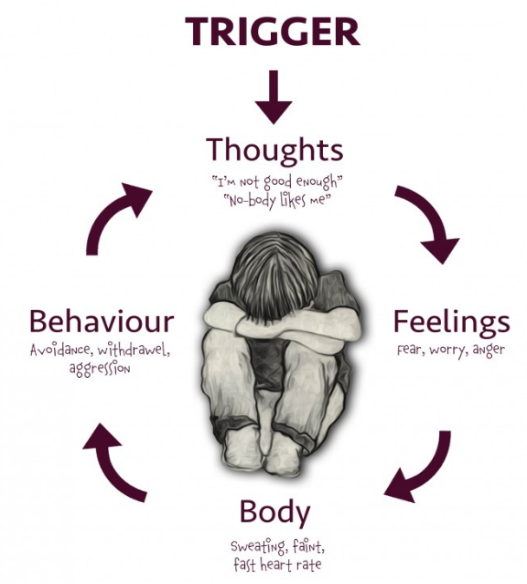 TRIGGER
Thoughts
"I'm not good enough"
"No-body likes me"
Behaviour
Avoidance, withdrawel,
aggression
Feelings
Fear, worry, anger
Body
Sweating, faint,
fast heart rate